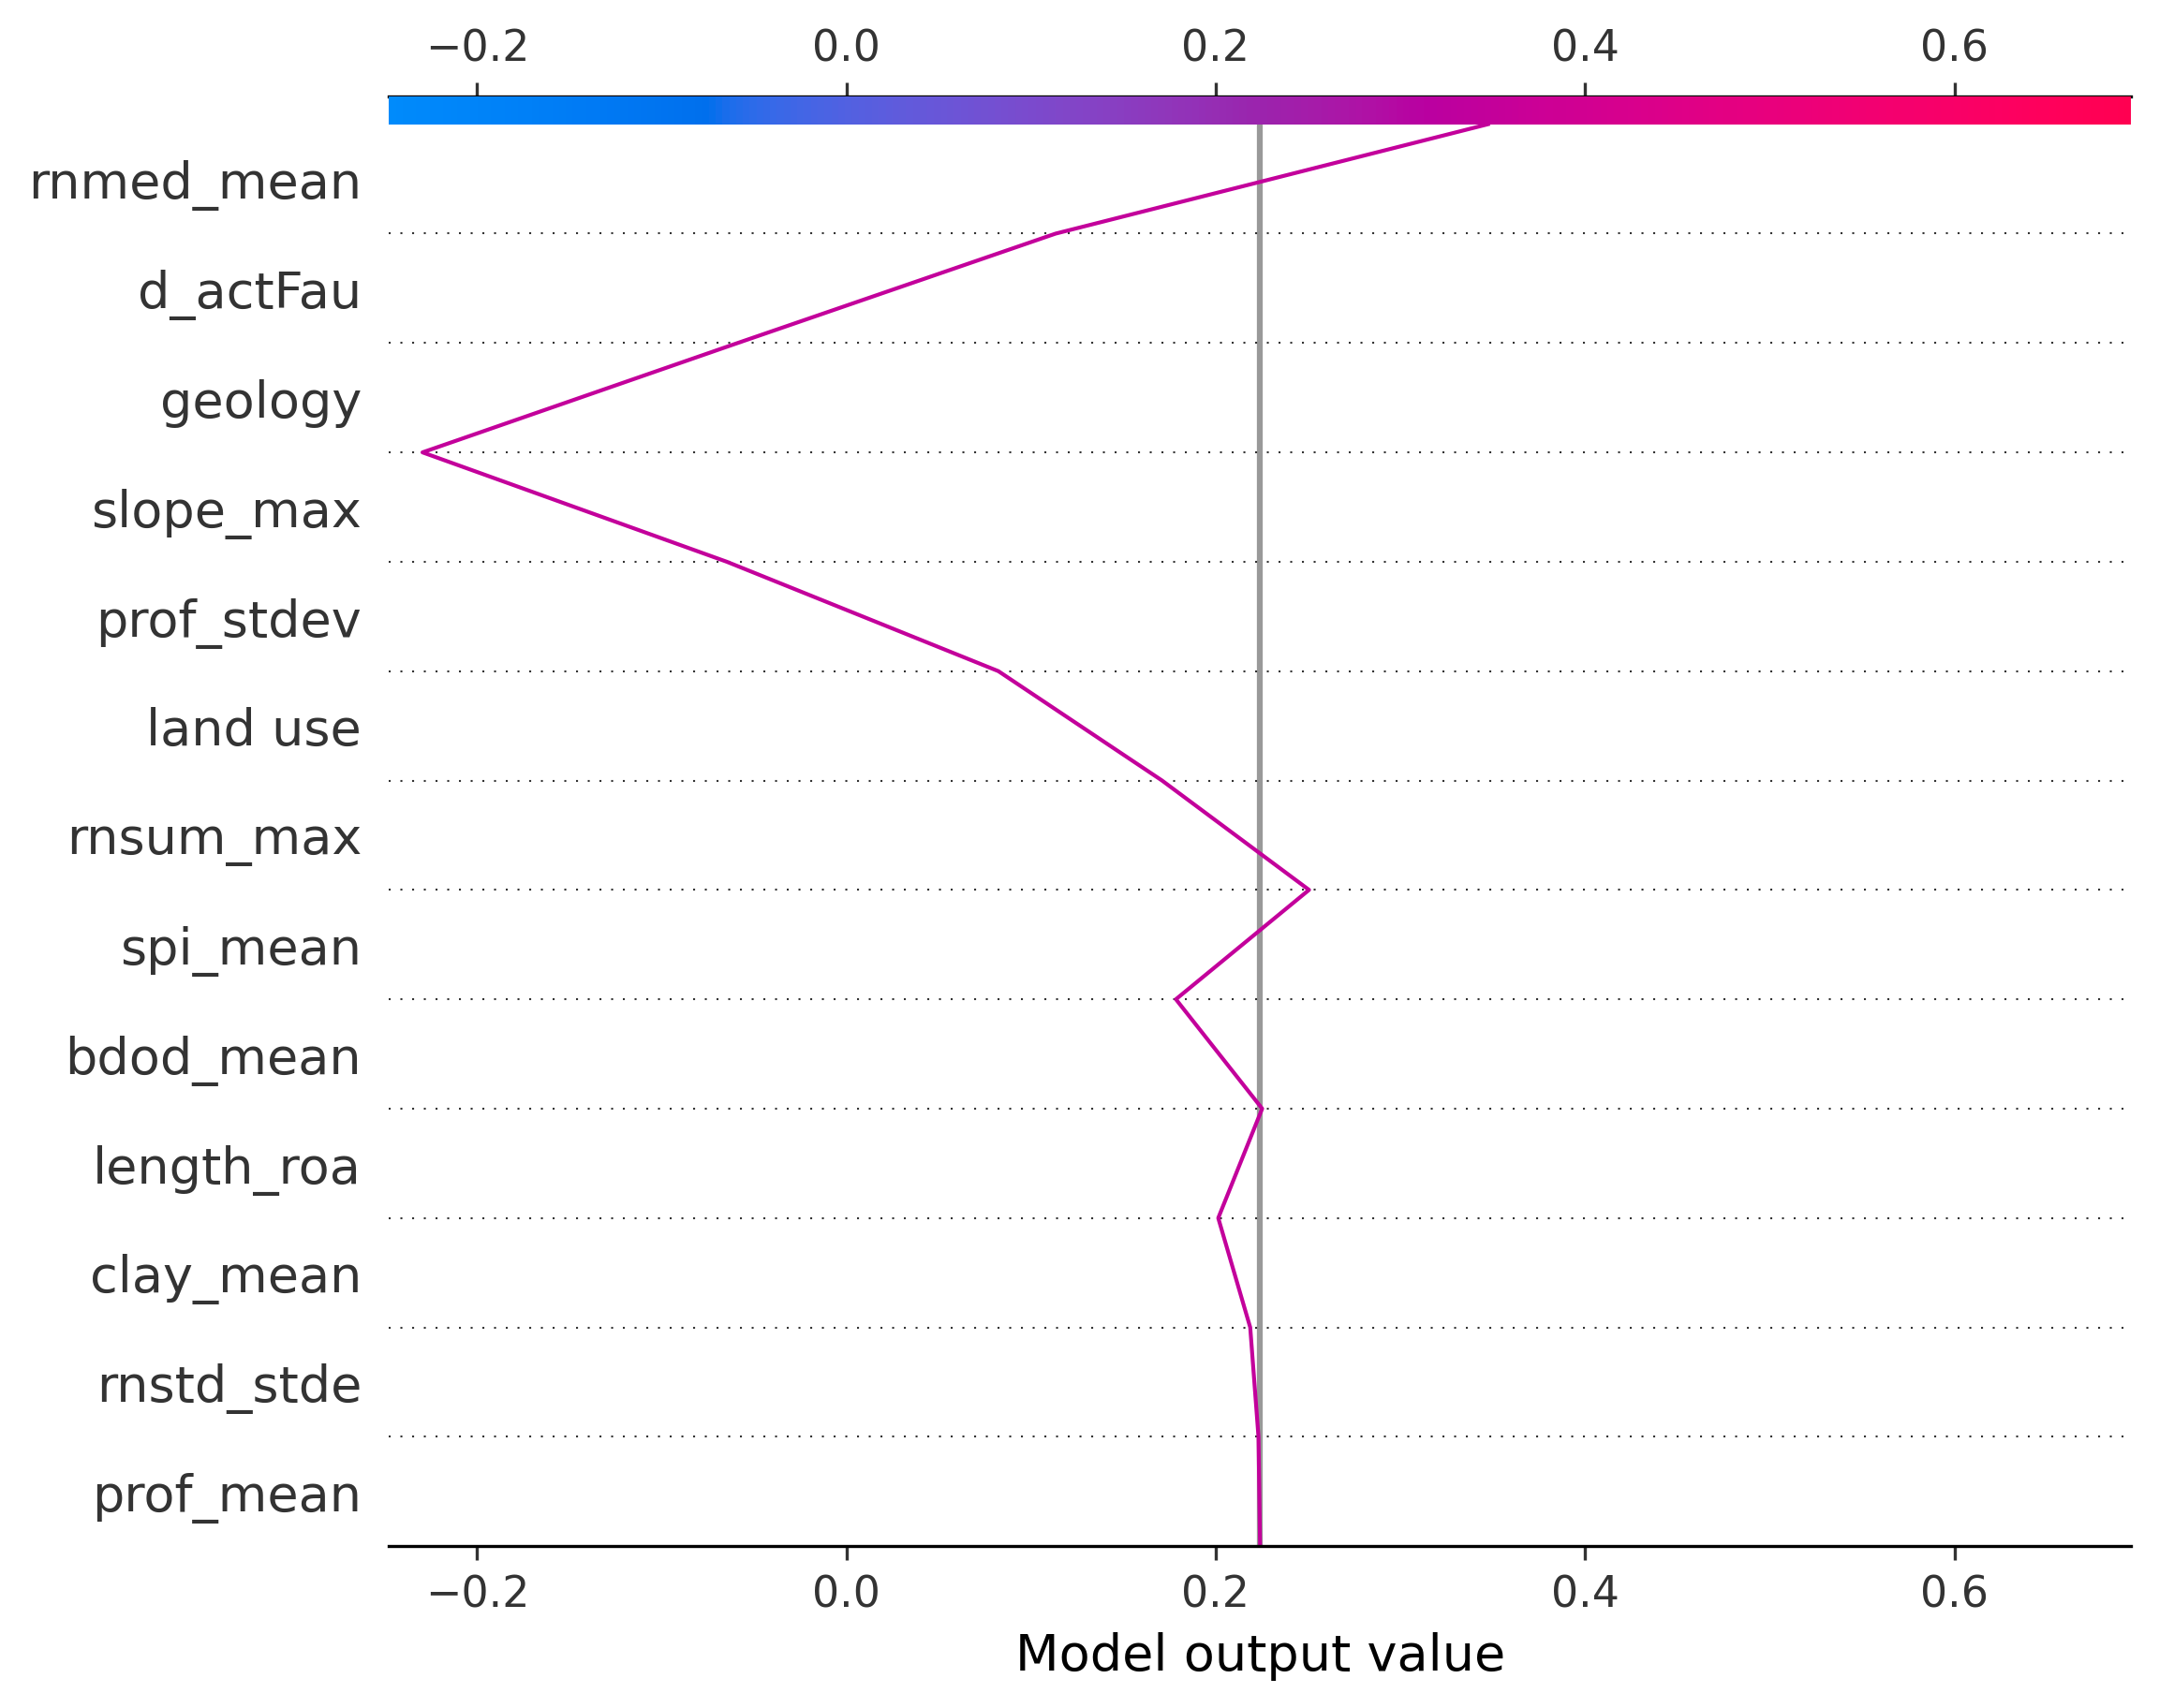 −0.2 0.0 0.2 0.4 0.6
rnmed_mean
d_actFau
geology
slope_max
prof_stdev
land use
rnsum_max
spi_mean
bdod_mean
length_roa
clay_mean
rnstd_stde
prof_mean
−0.2 0.0 0.2 0.4 0.6
Model output value